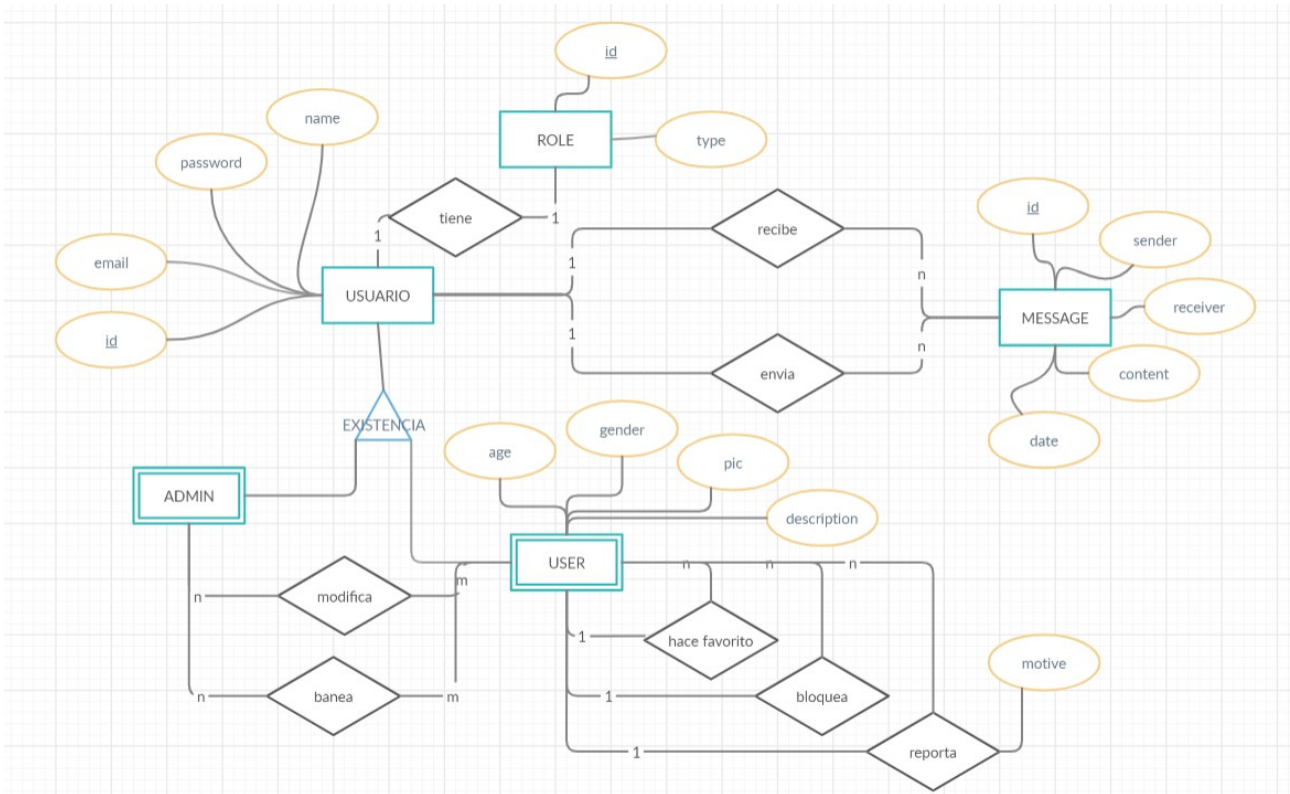 id
name
ROLE
type
password
tiene
1
1
id
recibe
sender
email
1
n
USUARIO
receiver
MESSAGE
id
1
n
envia
content
EXISTENCIA
gender
date
age
pic
ADMIN
description
USER
n
n
n
m
n
modifica
1
hace favorito
motive
n
banea
m
1
bloquea
1
reporta